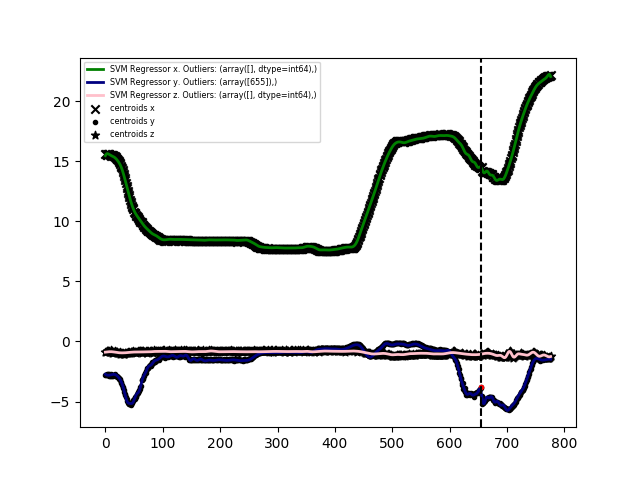 SVM Regressor x. Outliers: (array([], dtype=int64),)
SVM Regressor y. Outliers: (array([655]),)
SVM Regressor z. Outliers: (array([], dtype=int64),)
centroids x
centroids y
centroids z
20
15
10
5
0
−5
0 100 200 300 400 500 600 700 800